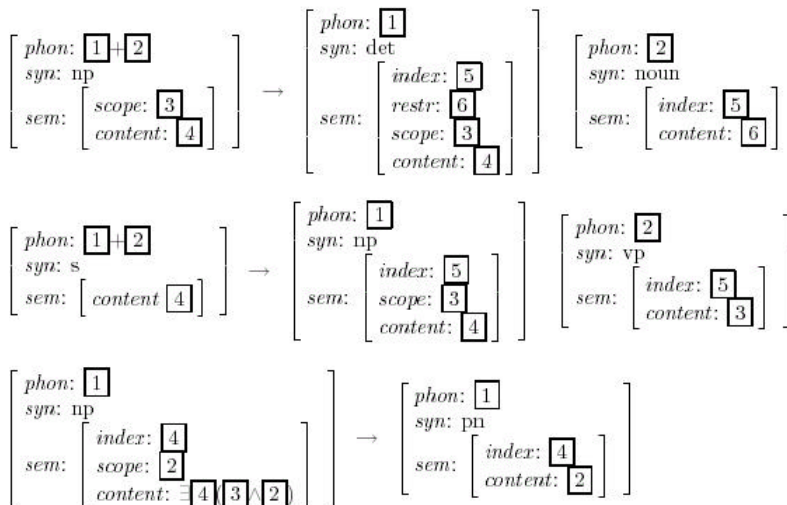 phon: 1+2
syn: np
sem: [scope: 3
content: 4]
→
phon: 1
syn: det
sem: [index: 5
restr: 6
scope: 3
content: 4]
phon: 2
syn: noun
sem: [index: 5
content: 6]
phon: 1+2
syn: s
sem: [content 4]
→
phon: 1
syn: np
sem: [index: 5
scope: 3
content: 4]
phon: 2
syn: vp
sem: [index: 5
content: 3]
phon: 1
syn: np
sem: [index: 4
scope: 2
content: ∃4(3∧2)]
→
phon: 1
syn: pn
sem: [index: 4
content: 2]